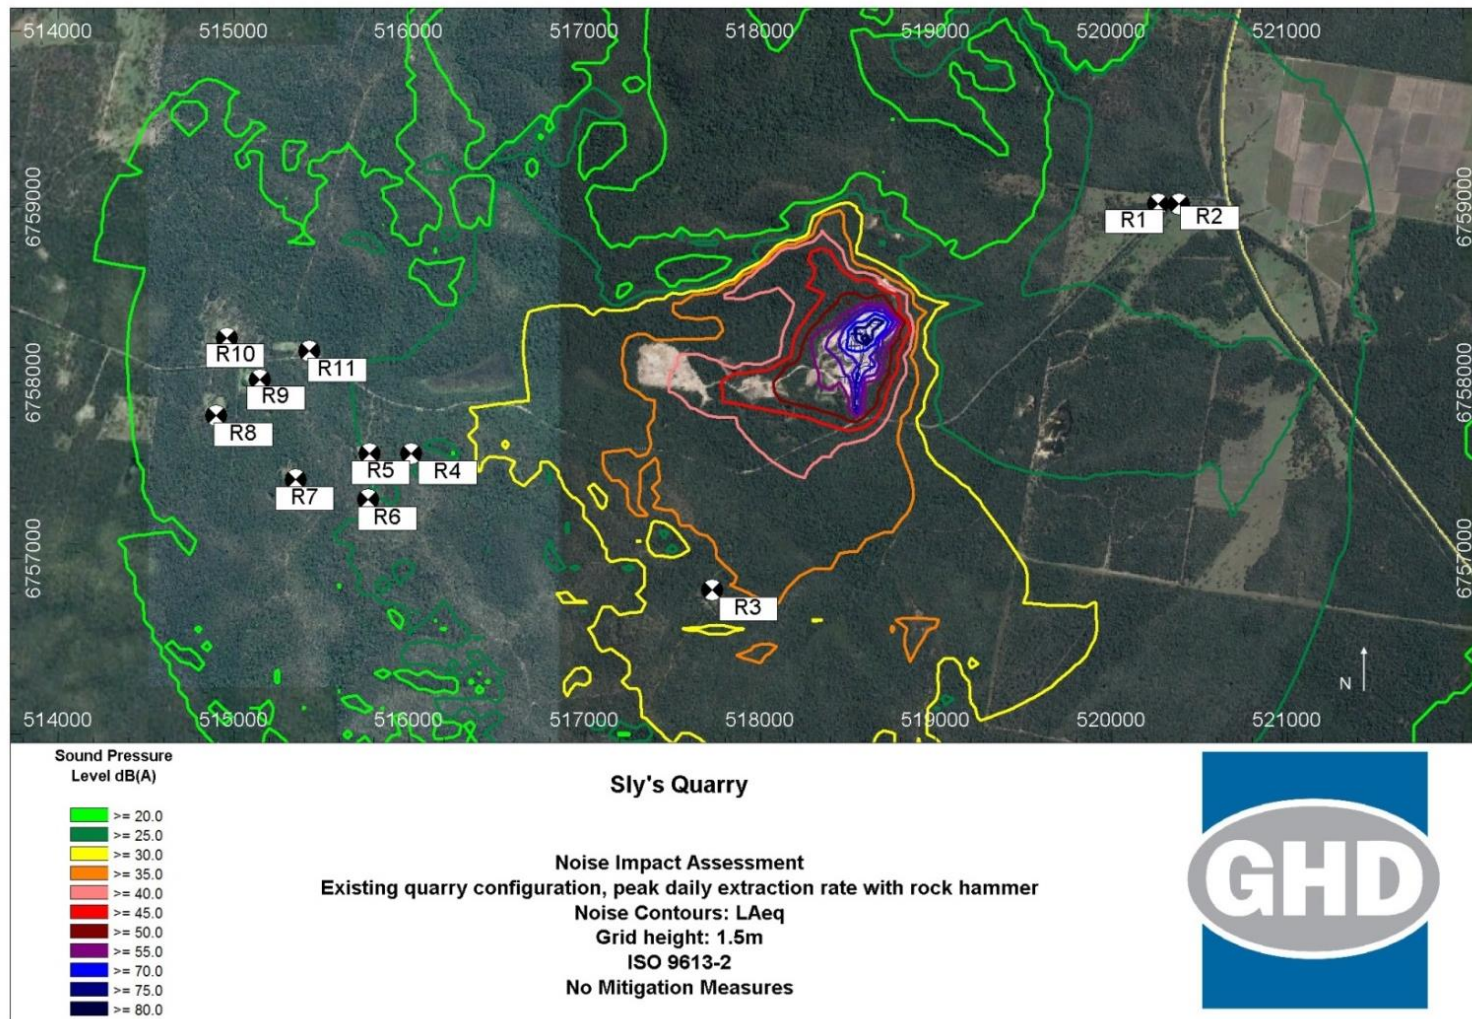 514000 515000 516000 517000 518000 519000 520000 521000
6759000
6759000
R1
R2
R10
R11
R9
R8
6758000
6758000
R5
R4
R7
R6
6757000
6757000
R3
N
514000 515000 516000 517000 518000 519000 520000 521000
Sound Pressure
Level dB(A)
>= 20.0
>= 25.0
>= 30.0
>= 35.0
>= 40.0
>= 45.0
>= 50.0
>= 55.0
>= 70.0
>= 75.0
>= 80.0
Sly's Quarry
Noise Impact Assessment
Existing quarry configuration, peak daily extraction rate with rock hammer
Noise Contours: LAeq
Grid height: 1.5m
ISO 9613-2
No Mitigation Measures
GHD